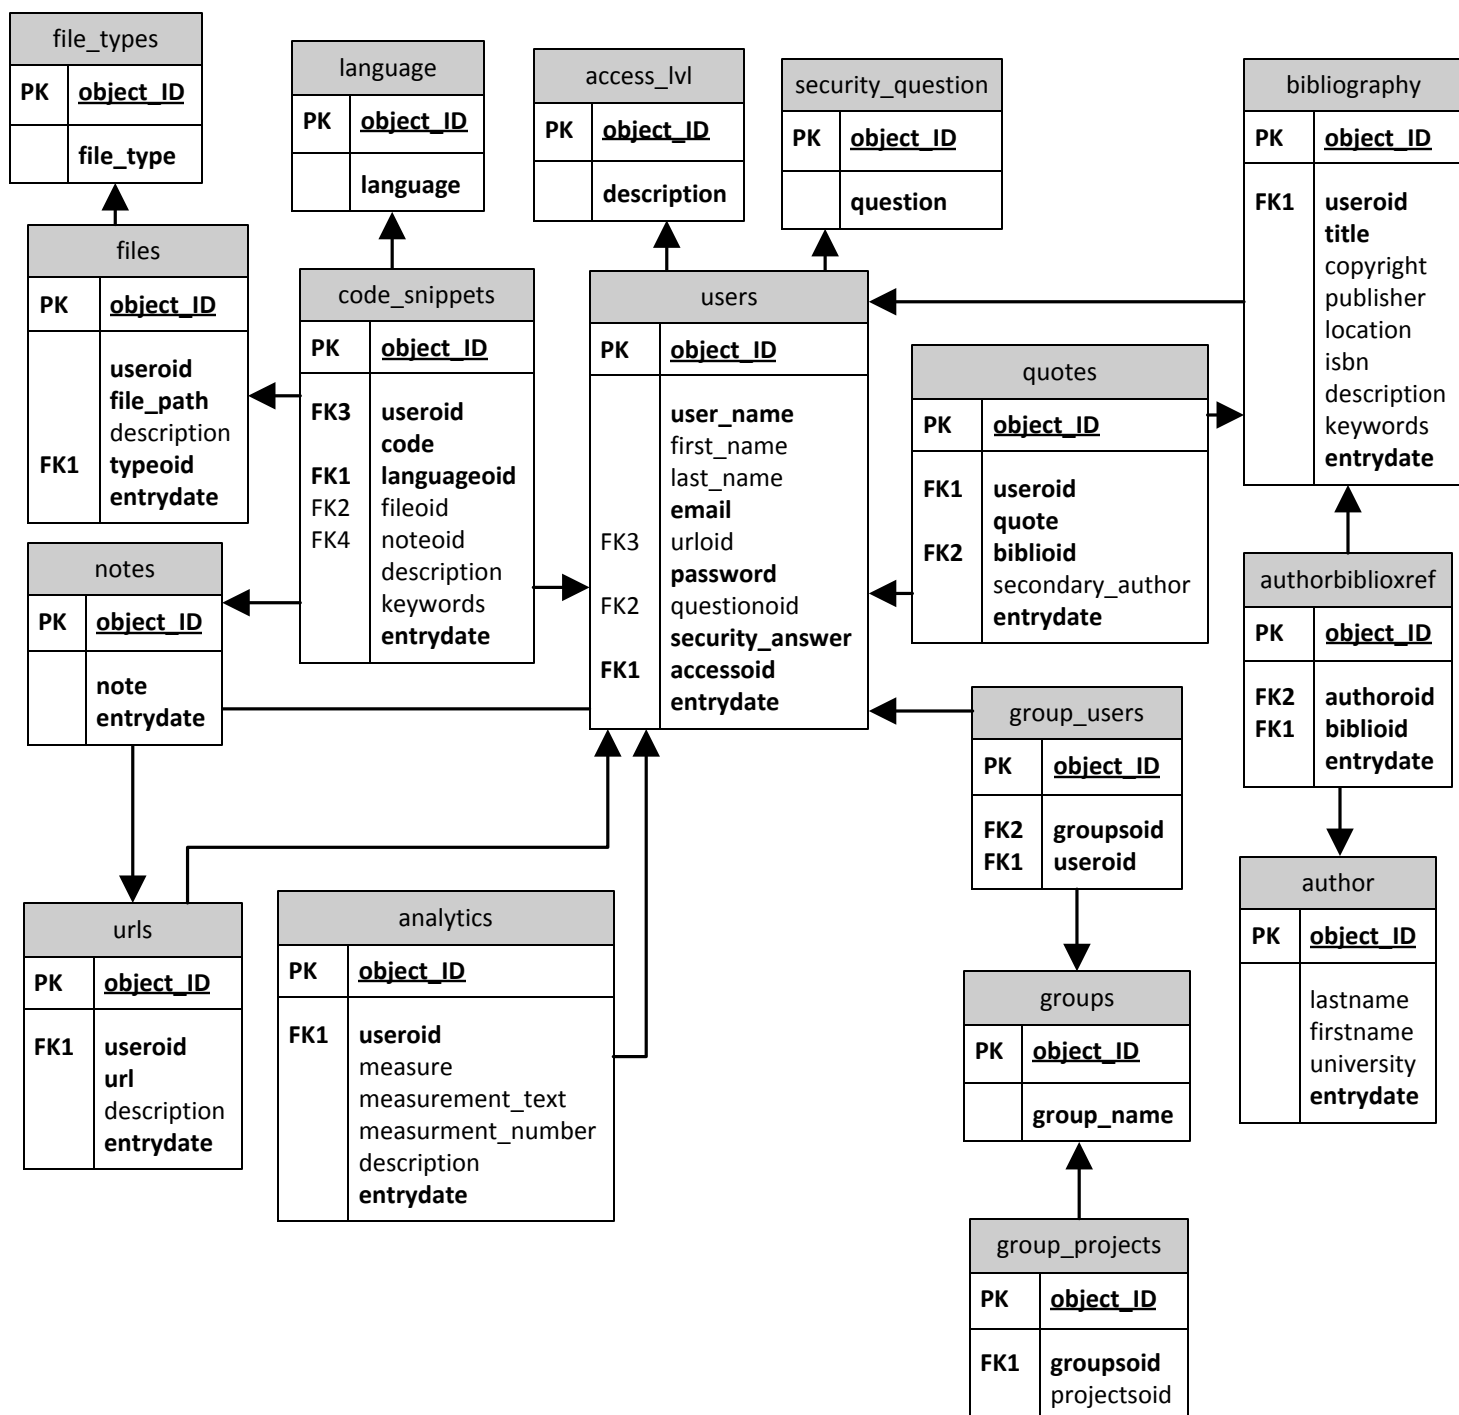 file_types
PK object_ID
file_type
language
PK object_ID
language
access_lvl
PK object_ID
description
security_question
PK object_ID
question
bibliography
PK object_ID
FK1 useroid
title
copyright
publisher
location
isbn
description
keywords
entrydate
files
PK object_ID
useroid
file_path
description
FK1 typeoid
entrydate
code_snippets
PK object_ID
FK3 useroid
code
FK1 languageoid
FK2 fileoid
FK4 noteoid
description
keywords
entrydate
users
PK object_ID
user_name
first_name
last_name
email
FK3 urloid
password
FK2 questionoid
security_answer
FK1 accessoid
entrydate
quotes
PK object_ID
FK1 useroid
quote
FK2 biblioid
secondary_author
entrydate
notes
PK object_ID
note
entrydate
authorbiblioxref
PK object_ID
FK2 authoroid
FK1 biblioid
entrydate
group_users
PK object_ID
FK2 groupsoid
FK1 useroid
urls
PK object_ID
FK1 useroid
url
description
entrydate
analytics
PK object_ID
FK1 useroid
measure
measurement_text
measurment_number
description
entrydate
author
PK object_ID
lastname
firstname
university
entrydate
groups
PK object_ID
group_name
group_projects
PK object_ID
FK1 groupsoid
projectsoid